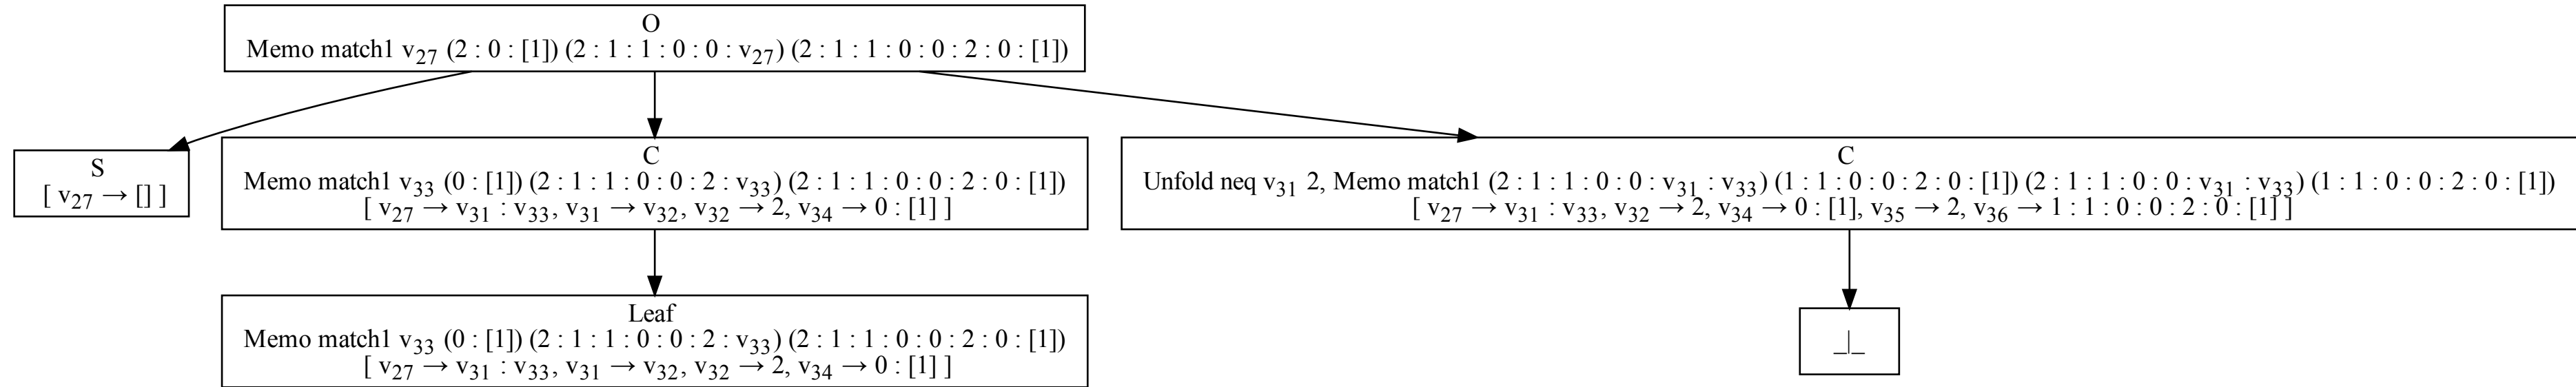 O
Memo match1 v27 (2 : 0 : [1]) (2 : 1 : 1 : 0 : 0 : v27) (2 : 1 : 1 : 0 : 0 : 2 : 0 : [1])
S
[ v27 → [] ]
C
Memo match1 v33 (0 : [1]) (2 : 1 : 1 : 0 : 0 : 2 : v33) (2 : 1 : 1 : 0 : 0 : 2 : 0 : [1])
[ v27 → v31 : v33, v31 → v32, v32 → 2, v34 → 0 : [1] ]
C
Unfold neq v31 2, Memo match1 (2 : 1 : 1 : 0 : 0 : v31 : v33) (1 : 1 : 0 : 0 : 2 : 0 : [1]) (2 : 1 : 1 : 0 : 0 : v31 : v33) (1 : 1 : 0 : 0 : 2 : 0 : [1])
[ v27 → v31 : v33, v32 → 2, v34 → 0 : [1], v35 → 2, v36 → 1 : 1 : 0 : 0 : 2 : 0 : [1] ]
Leaf
Memo match1 v33 (0 : [1]) (2 : 1 : 1 : 0 : 0 : 2 : v33) (2 : 1 : 1 : 0 : 0 : 2 : 0 : [1])
[ v27 → v31 : v33, v31 → v32, v32 → 2, v34 → 0 : [1] ]
_|_